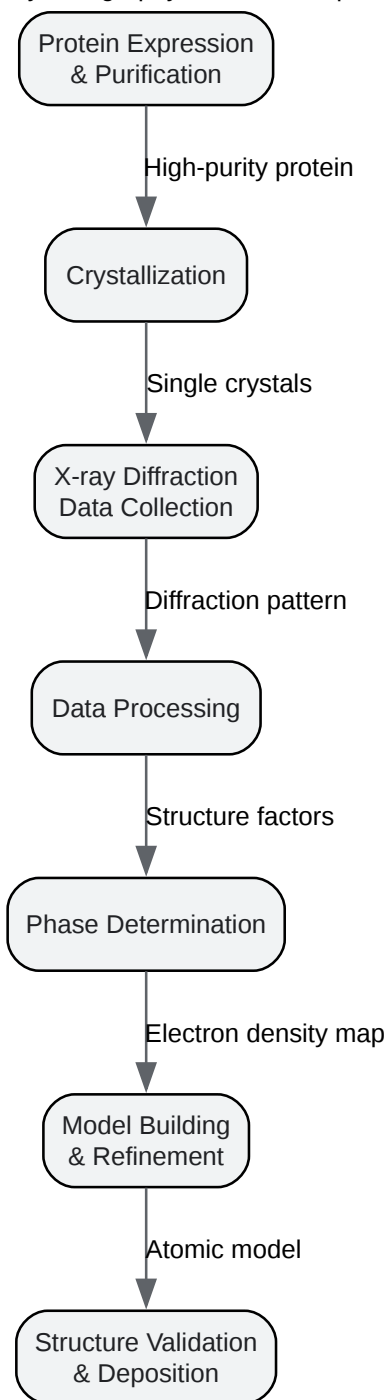 Protein Expression
& Purification
High-purity protein
Crystallization
Single crystals
X-ray Diffraction
Data Collection
Diffraction pattern
Data Processing
Structure factors
Phase Determination
Electron density map
Model Building
& Refinement
Atomic model
Structure Validation
& Deposition